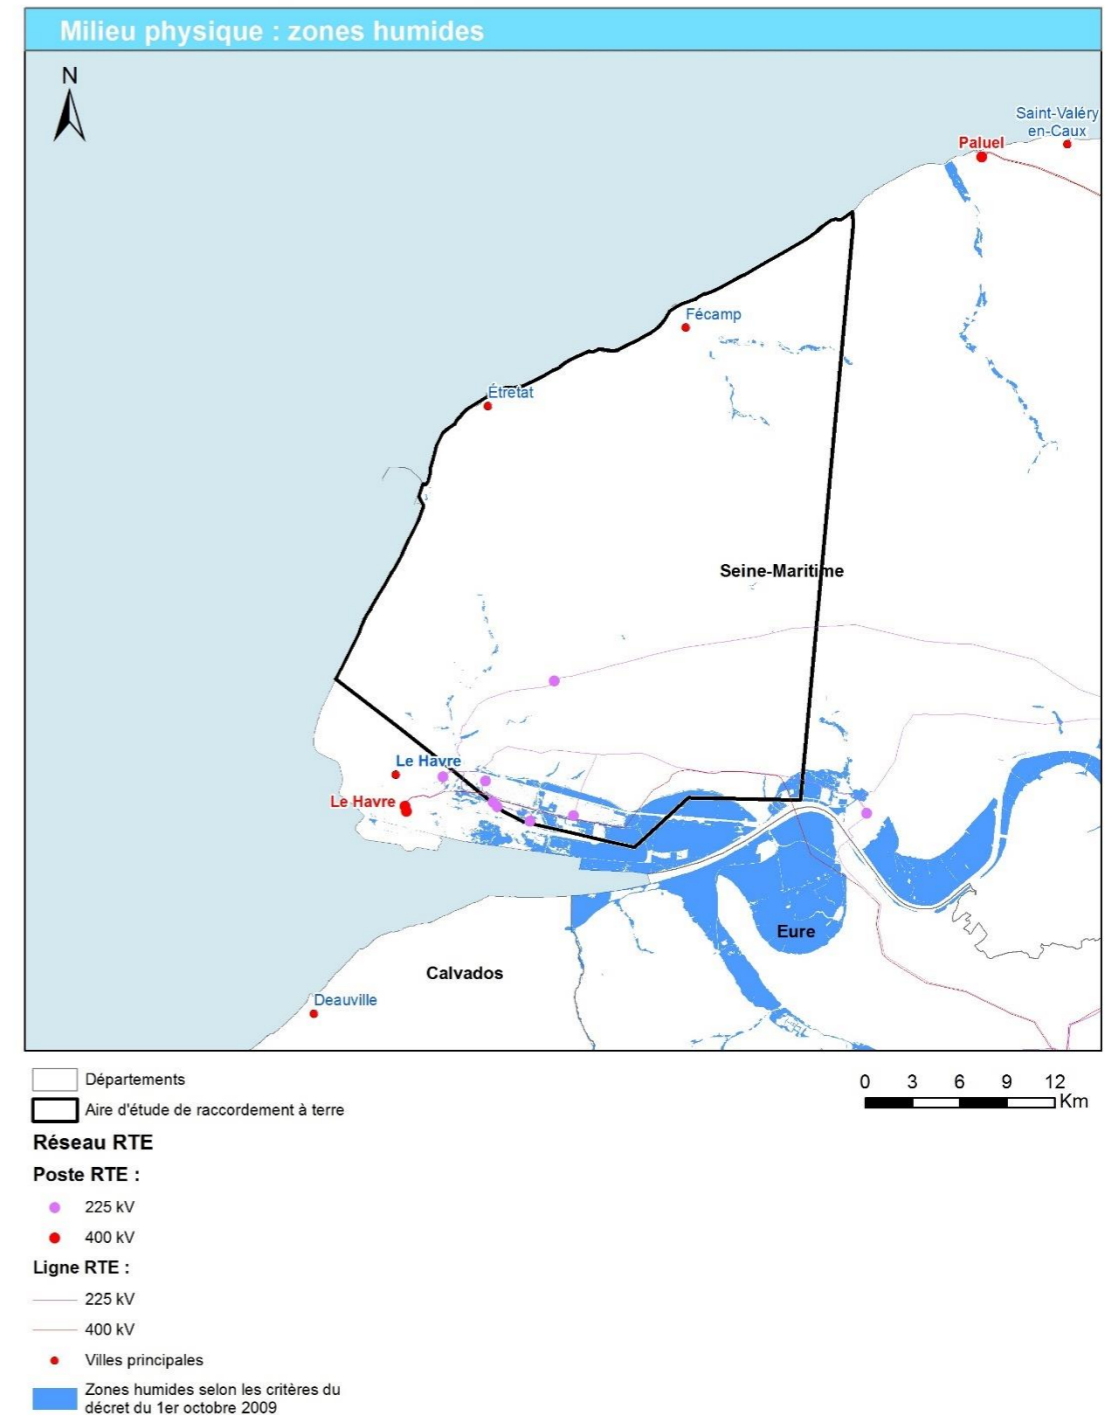 Milieu physique : zones humides
N
Saint-Valéry
en-Caux
Paluel
Fécamp
Étretat
Seine-Maritime
Le Havre
Le Havre
Eure
Calvados
Deauville
Départements
Aire d'étude de raccordement à terre
0 3 6 9 12
Km
Réseau RTE
Poste RTE :
225 kV
400 kV
Ligne RTE :
225 kV
400 kV
Villes principales
Zones humides selon les critères du
décret du 1er octobre 2009